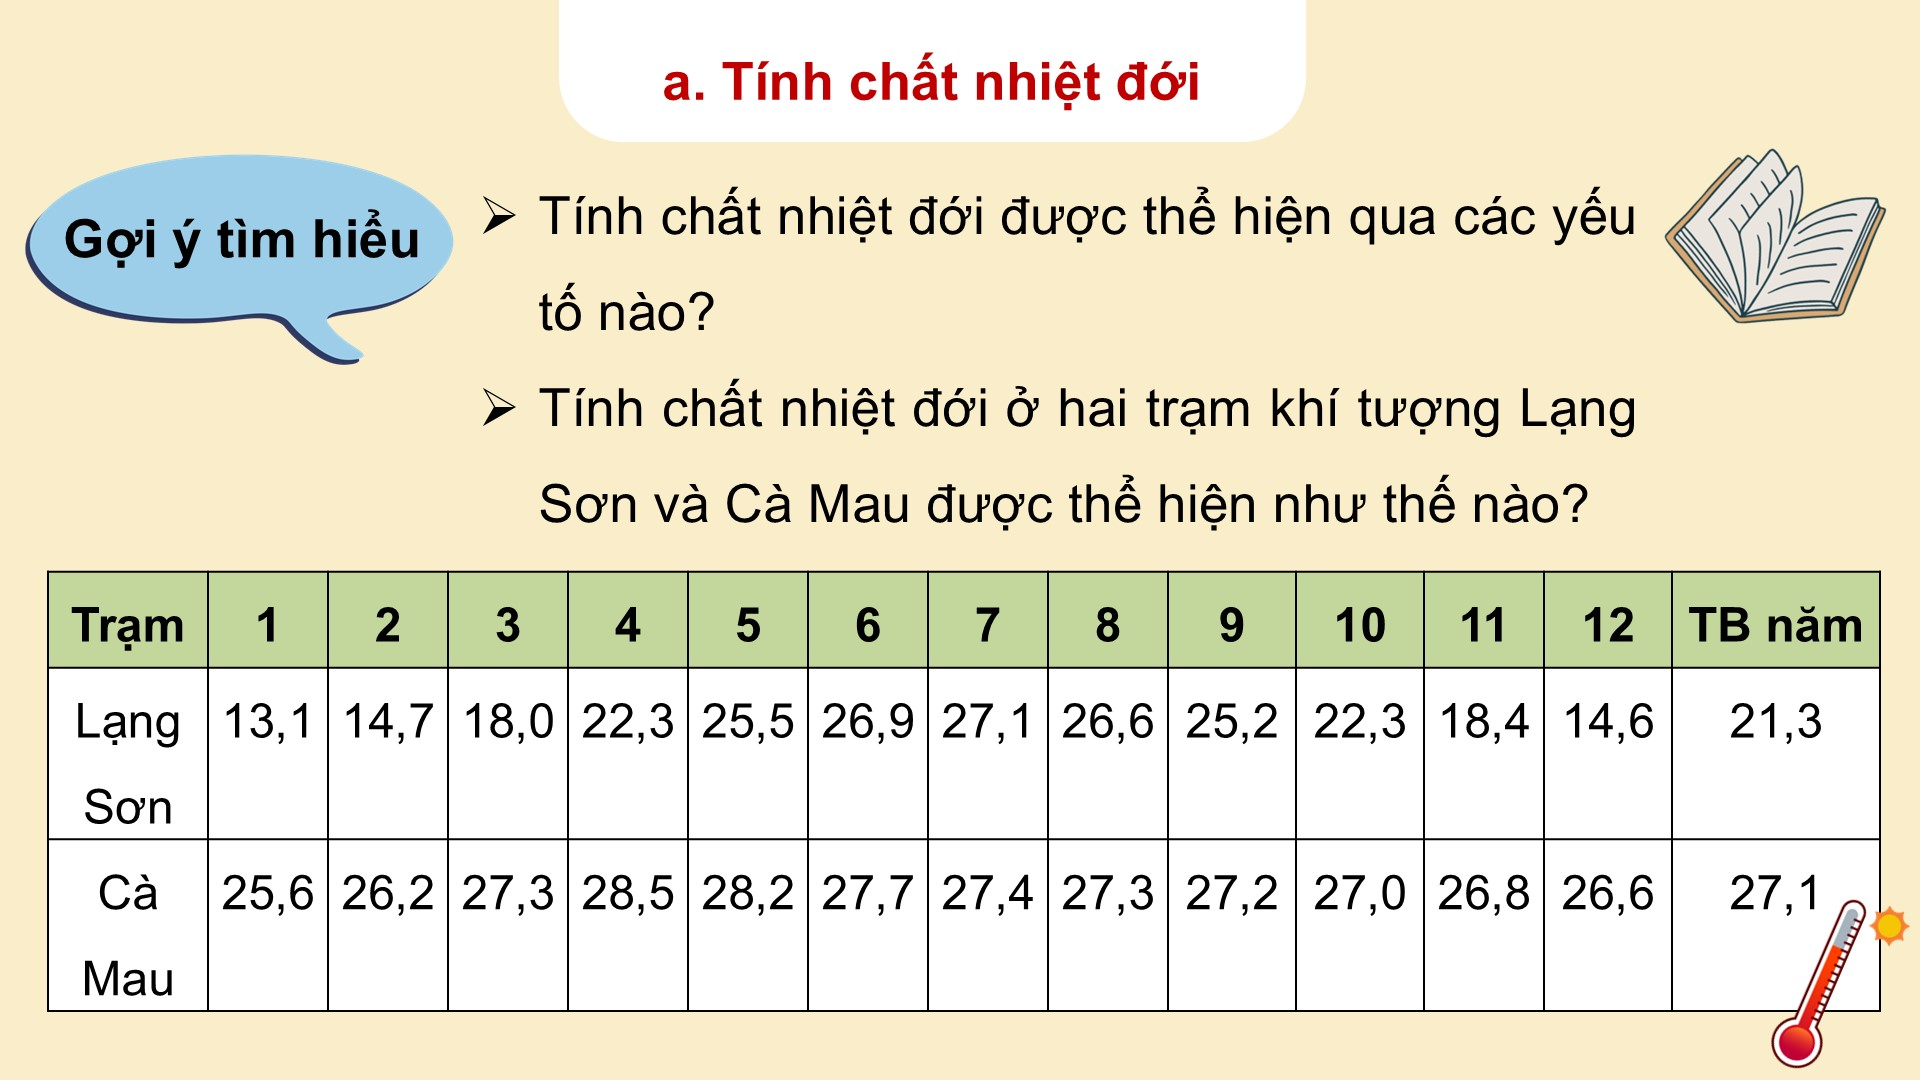 a. Tính chất nhiệt đới
Gợi ý tìm hiểu
➢ Tính chất nhiệt đới được thể hiện qua các yếu
tố nào?
➢ Tính chất nhiệt đới ở hai trạm khí tượng Lạng
Sơn và Cà Mau được thể hiện như thế nào?
Trạm 1 2 3 4 5 6 7 8 9 10 11 12 TB năm
Lạng 13,1 14,7 18,0 22,3 25,5 26,9 27,1 26,6 25,2 22,3 18,4 14,6 21,3
Sơn
Cà 25,6 26,2 27,3 28,5 28,2 27,7 27,4 27,3 27,2 27,0 26,8 26,6 27,1
Mau